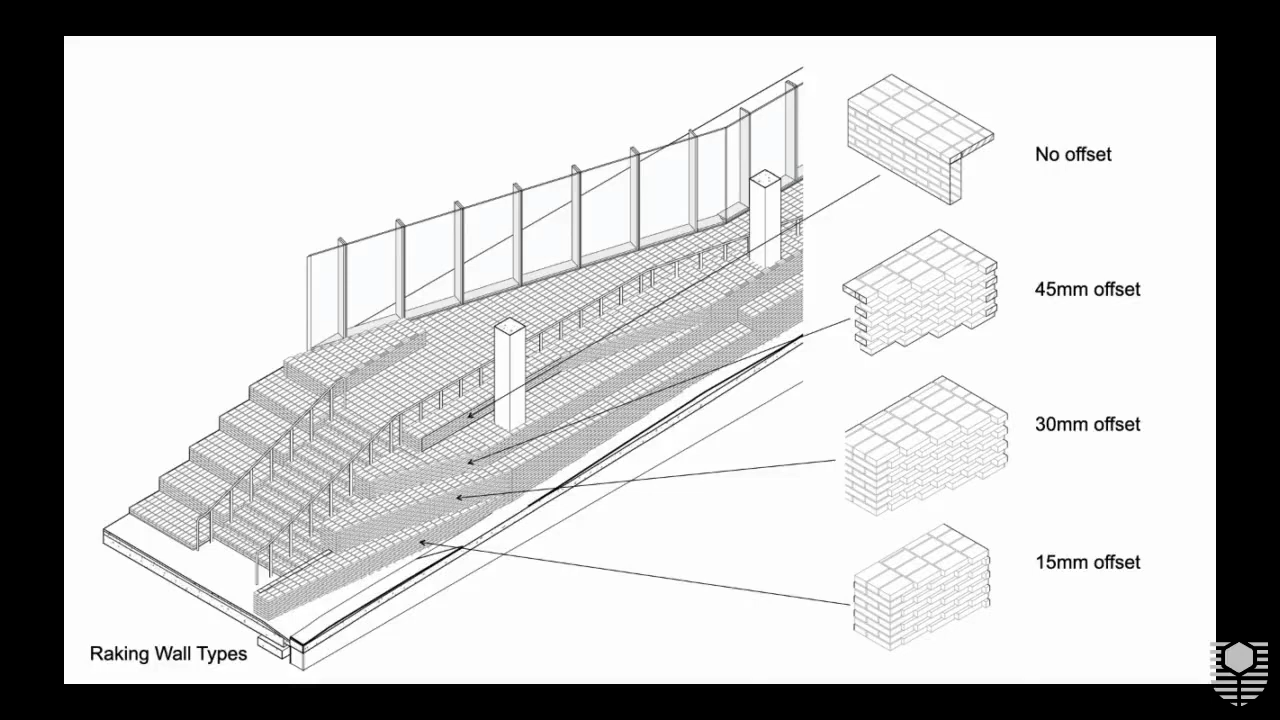 No offset
45mm offset
30mm offset
15mm offset
Raking Wall Types